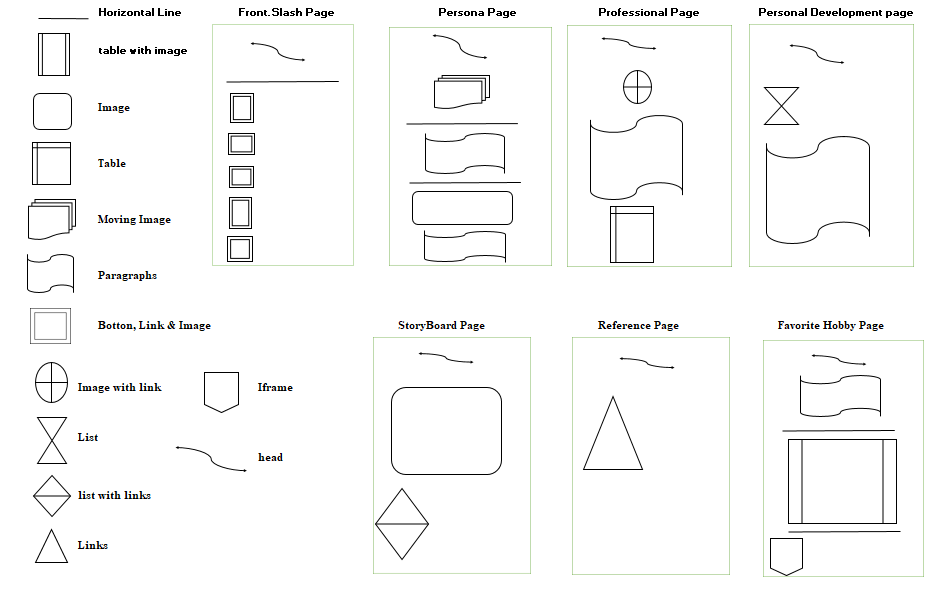 Horizontal Line
Front.Slash Page
Persona Page
Professional Page
Personal Development page
table with image
Image
Table
Moving Image
Paragraphs
Botton, Link & Image
StoryBoard Page
Reference Page
Favorite Hobby Page
Image with link
Iframe
List
head
list with links
Links